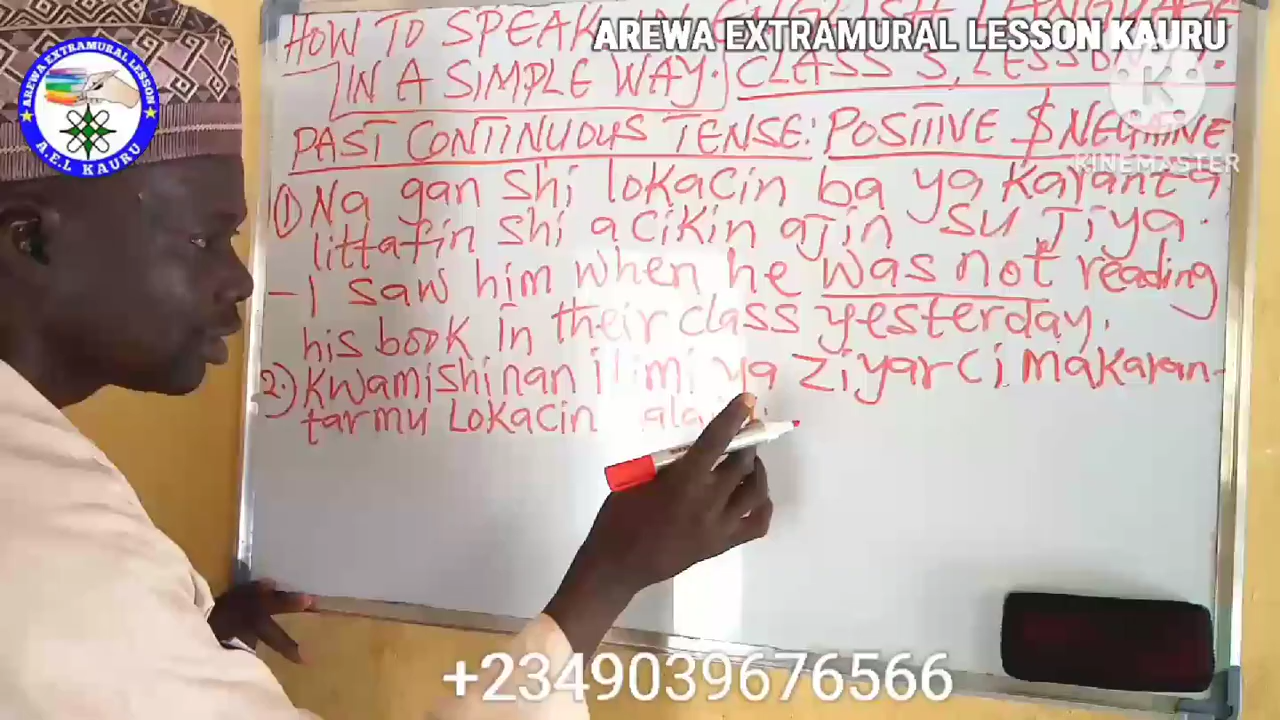 AREWA EXTRAMURAL LESSON
A.E.L KAURU
AREWA EXTRAMURAL LESSON KAURU
HOW TO SPEAK IN ENGLISH LANGUAGE
IN A SIMPLE WAY. CLASS 3, LESSON
KINEMASTER
PAST CONTINUOUS TENSE: POSITIVE $ NEGATIVE
① Na gan shi lokacin ba ya karanta
littafin shi acikin ajin su jiya.
- I saw him when he was not reading
his book in their class yesterday.
2.) Kwamishinan ilimi ya ziyarci makaran-
tarmu lokacin
+2349039676566